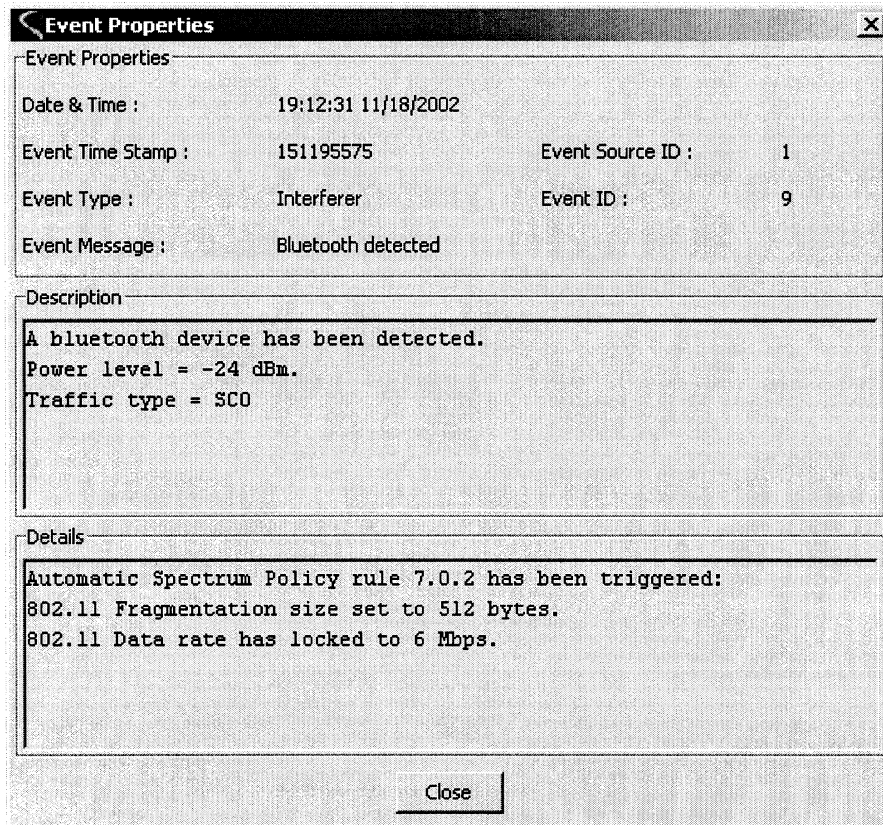 Event Properties
Event Properties
Date & Time : 19:12:31 11/18/2002
Event Time Stamp : 151195575 Event Source ID : 1
Event Type : Interferer Event ID : 9
Event Message : Bluetooth detected
Description
A bluetooth device has been detected.
Power level = -24 dBm.
Traffic type = SCO
Details
Automatic Spectrum Policy rule 7.0.2 has been triggered:
802.11 Fragmentation size set to 512 bytes.
802.11 Data rate has locked to 6 Mbps.
Close